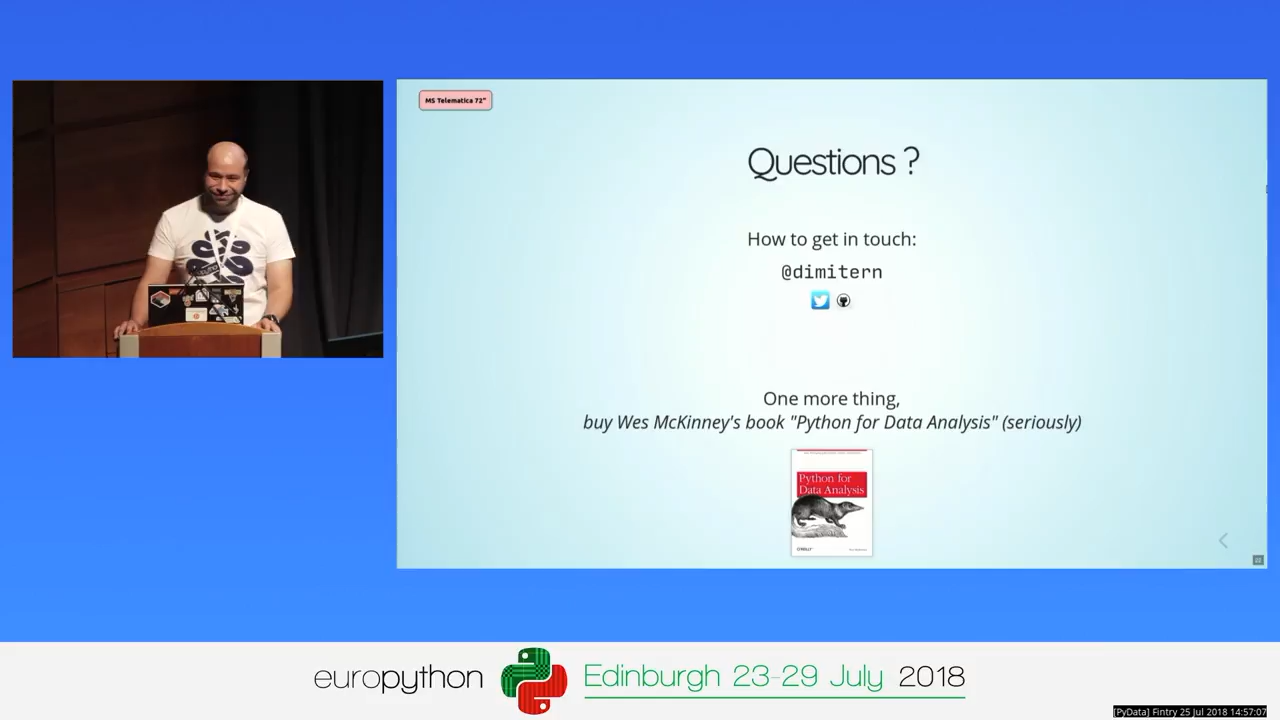 MS Telematica 72"
Questions ?
How to get in touch:
@dimitern
One more thing,
buy Wes McKinney's book "Python for Data Analysis" (seriously)
Python for
Data Analysis
O'REILLY
europython
Edinburgh 23-29 July 2018
[PyData] Fintry 25 Jul 2018 14:57:07